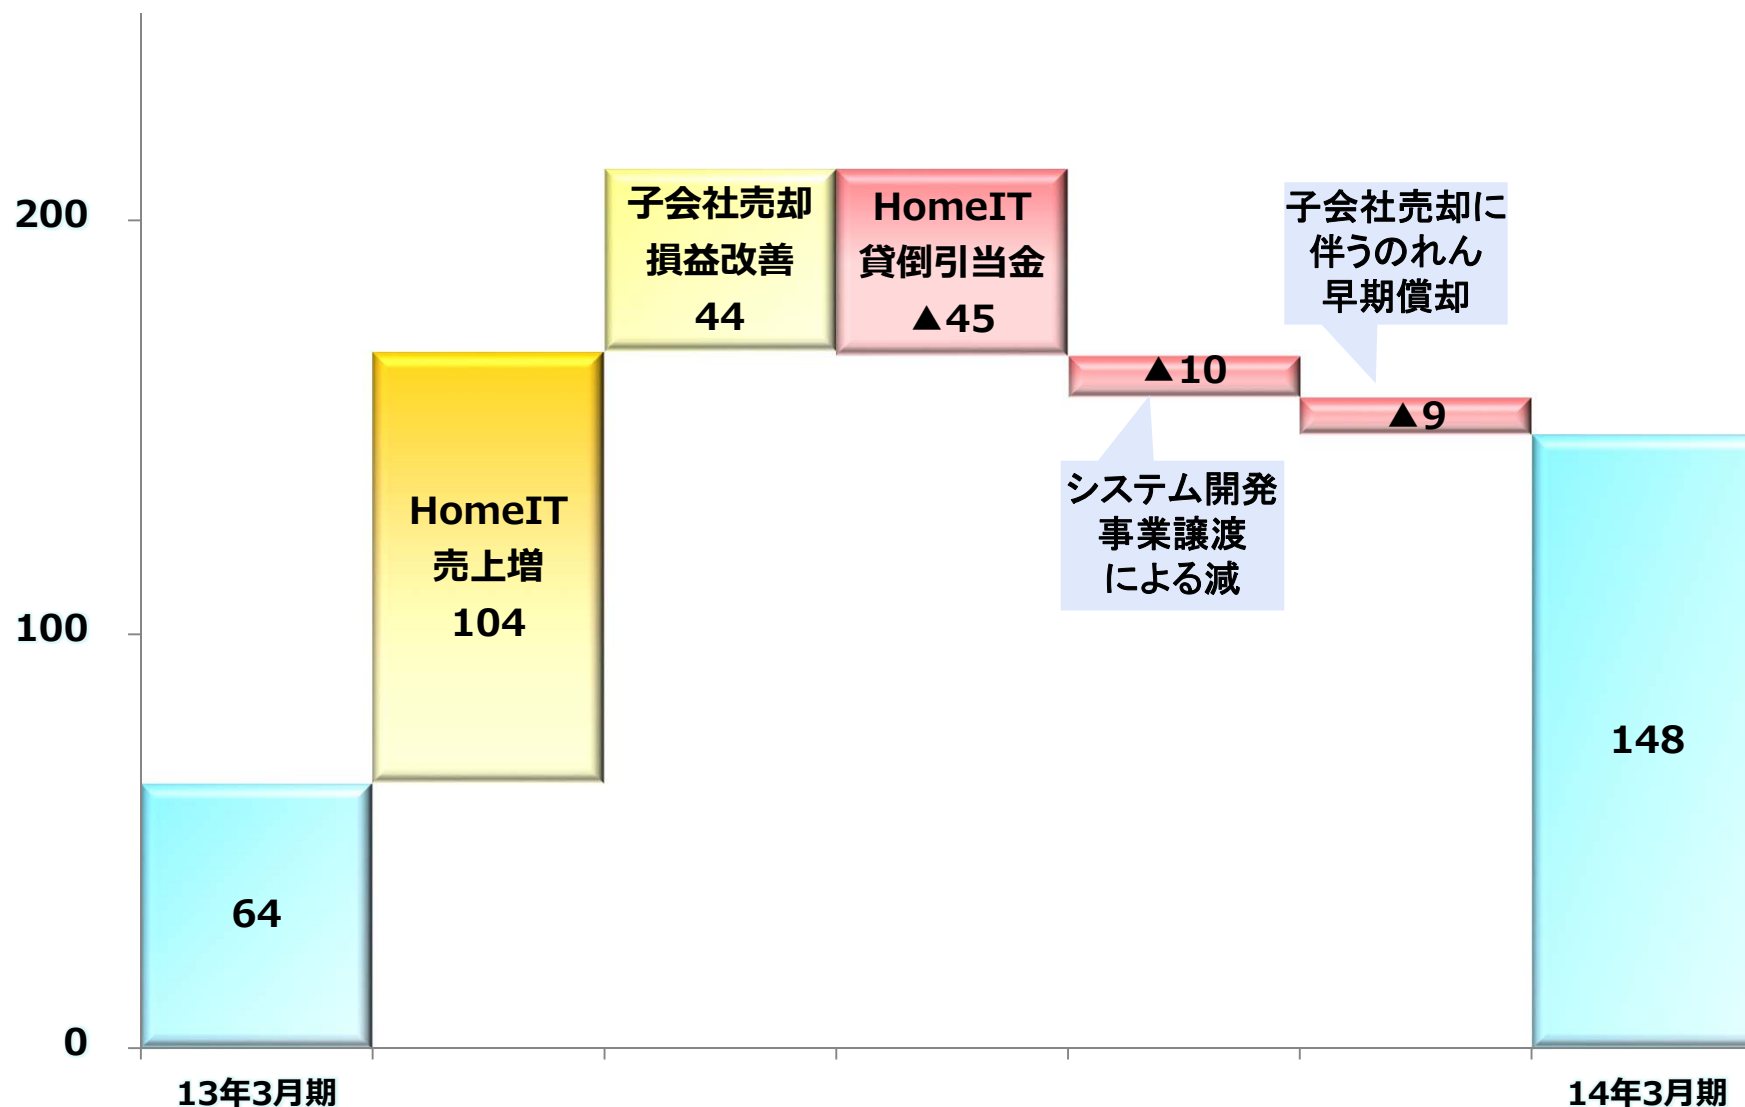 200
100
0
64
HomeIT
売上増
104
子会社売却
損益改善
44
HomeIT
貸倒引当金
▲45
▲10
システム開発
事業譲渡
による減
子会社売却に
伴うのれん
早期償却
▲9
148
13年3月期
14年3月期